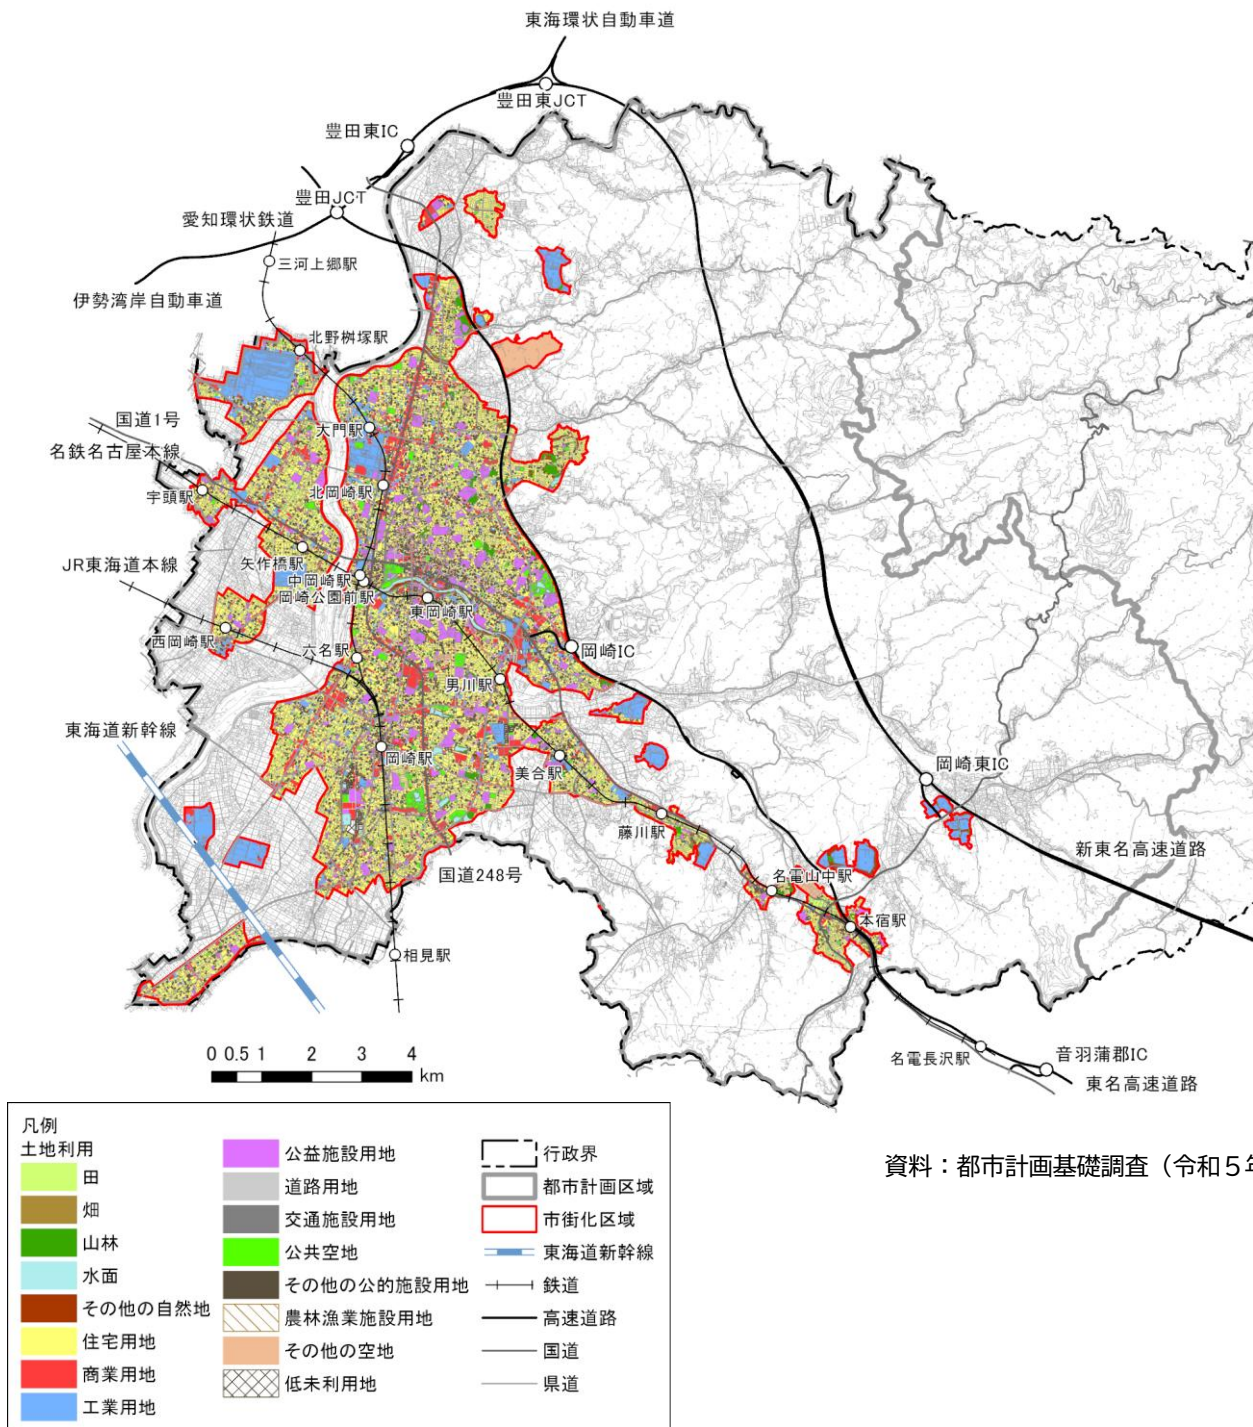 東海環状自動車道
豊田東JCT
豊田東IC
豊田JCT
愛知環状鉄道
三河上郷駅
伊勢湾岸自動車道
北野桝塚駅
国道1号
大門駅
名鉄名古屋本線
北岡崎駅
宇頭駅
矢作橋駅
JR東海道本線
中岡崎駅
岡崎公園前駅
東岡崎駅
西岡崎駅
六名駅
岡崎IC
男川駅
東海道新幹線
岡崎駅
美合駅
岡崎東IC
藤川駅
新東名高速道路
国道248号
名電山中駅
本宿駅
相見駅
名電長沢駅
音羽蒲郡IC
東名高速道路
0 0.5 1 2 3 4
km
凡例
土地利用
田
畑
山林
水面
その他の自然地
住宅用地
商業用地
工業用地
公益施設用地
道路用地
交通施設用地
公共空地
その他の公的施設用地
農林漁業施設用地
その他の空地
低未利用地
行政界
都市計画区域
市街化区域
東海道新幹線
鉄道
高速道路
国道
県道
資料：都市計画基礎調査（令和５年